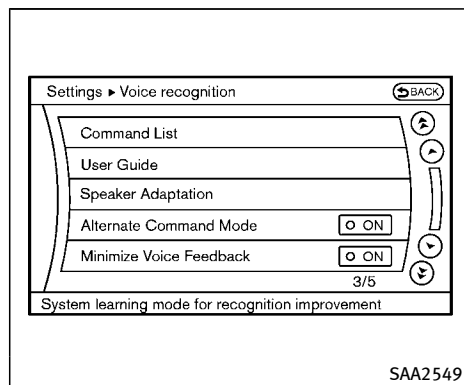 Settings ▸ Voice recognition
BACK
Command List
User Guide
Speaker Adaptation
Alternate Command Mode
ON
Minimize Voice Feedback
ON
3/5
System learning mode for recognition improvement
SAA2549